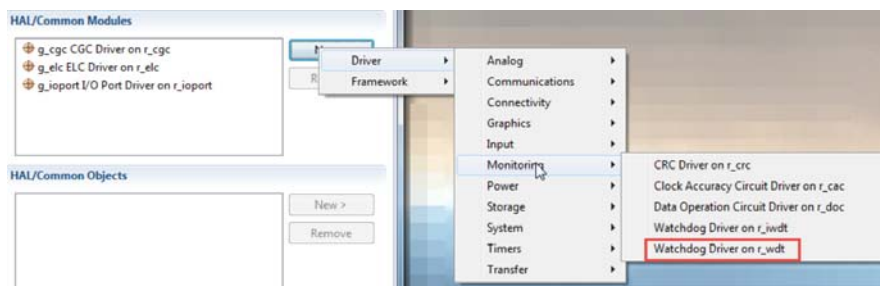 HAL/Common Modules
g_cgc CGC Driver on r_cgc
g_elc ELC Driver on r_elc
g_ioport I/O Port Driver on r_ioport
HAL/Common Objects
New >
Remove
Driver
Framework
Analog
Communications
Connectivity
Graphics
Input
Monitoring
Power
Storage
System
Timers
Transfer
CRC Driver on r_crc
Clock Accuracy Circuit Driver on r_cac
Data Operation Circuit Driver on r_doc
Watchdog Driver on r_iwdt
Watchdog Driver on r_wdt